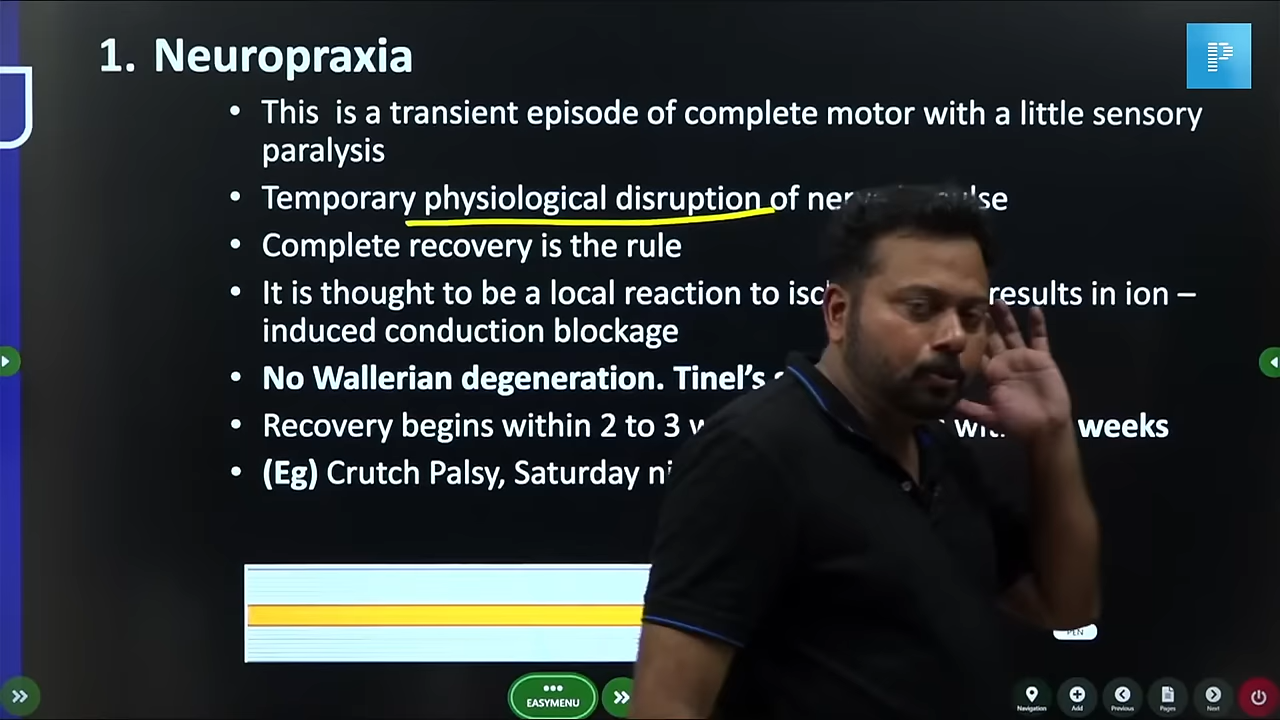 1. Neuropraxia
• This is a transient episode of complete motor with a little sensory
paralysis
• Temporary physiological disruption of
• Complete recovery is the rule
• It is thought to be a local reaction to results in ion –
induced conduction blockage
• No Wallerian degeneration. Tinel's
• Recovery begins within 2 to 3 weeks
• (Eg) Crutch Palsy, Saturday
P
PEN
EASYMENU
Navigation
Add
Previous
Pages
Next